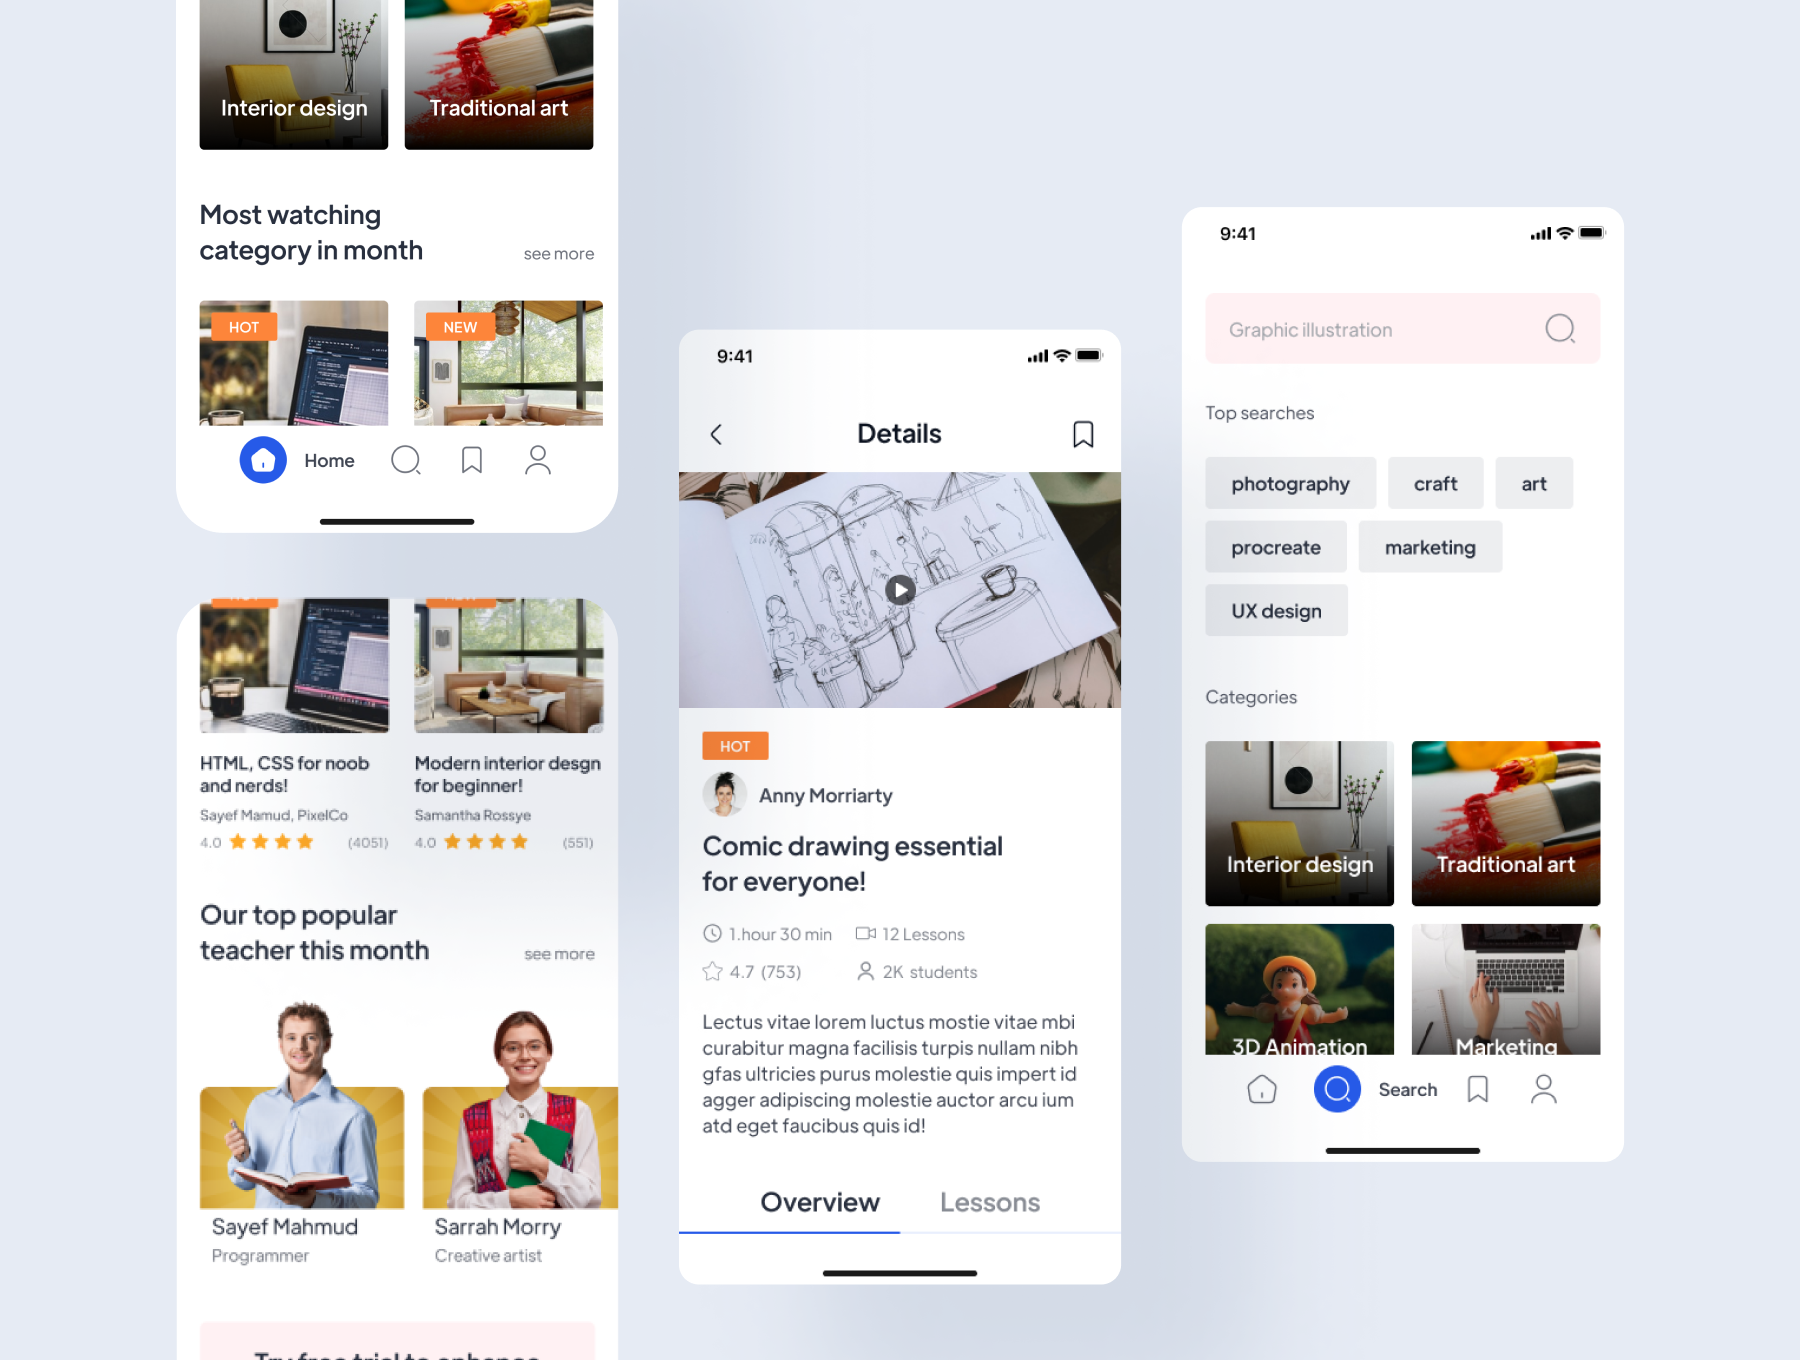 Interior design
Traditional art
Most watching
category in month
see more
HOT
NEW
Home
HTML, CSS for noob
and nerds!
Sayef Mamud, PixelCo
4.0
(4051)
Modern interior desgn
for beginner!
Samantha Rossye
4.0
(551)
Our top popular
teacher this month
see more
Sayef Mahmud
Programmer
Sarrah Morry
Creative artist
Try free trial to enhance
9:41
Details
HOT
Anny Morriarty
Comic drawing essential
for everyone!
1.hour 30 min
12 Lessons
4.7 (753)
2K students
Lectus vitae lorem luctus mostie vitae mbi
curabitur magna facilisis turpis nullam nibh
gfas ultricies purus molestie quis impert id
agger adipiscing molestie auctor arcu ium
atd eget faucibus quis id!
Overview
Lessons
9:41
Graphic illustration
Top searches
photography
craft
art
procreate
marketing
UX design
Categories
Interior design
Traditional art
3D Animation
Marketing
Search